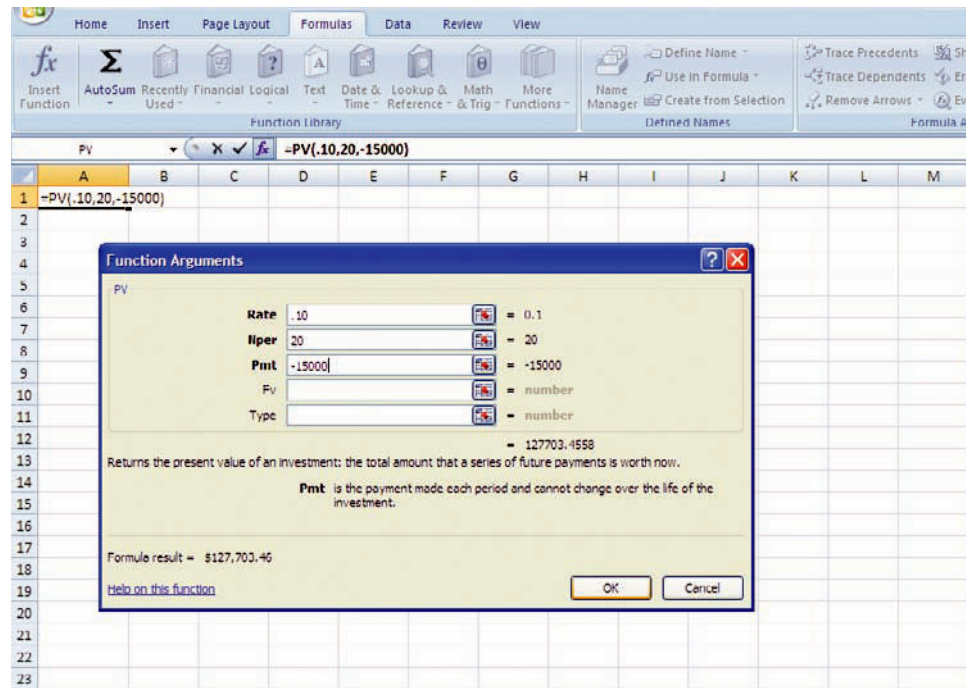 Home Insert Page Layout Formulas Data Review View
fx Σ ? A θ
Insert Function AutoSum Recently Used Financial Logical Text Date & Time Lookup & Reference Math & Trig More Functions
Function Library
Name Manager
Define Name
Use in Formula
Create from Selection
Defined Names
Trace Precedents Sh
Trace Dependents Er
Remove Arrows Ev
Formula A
PV fx =PV(.10,20,-15000)
A B C D E F G H I J K L M
1 =PV(.10,20,-15000)
2
3
4
5
6
7
8
9
10
11
12
13
14
15
16
17
18
19
20
21
22
23
Function Arguments ? X
PV
Rate .10 = 0.1
Nper 20 = 20
Pmt -15000 = -15000
Fv = number
Type = number
= 127703.4558
Returns the present value of an investment: the total amount that a series of future payments is worth now.
Pmt is the payment made each period and cannot change over the life of the
investment.
Formula result = $127,703.46
Help on this function OK Cancel